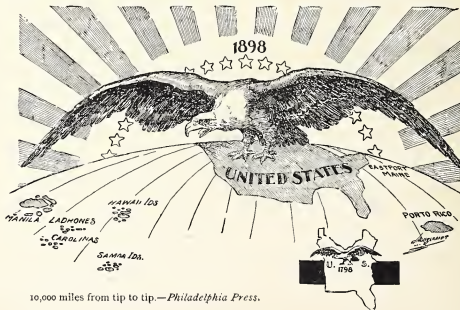 1898
UNITED STATES
EASTPORT
MAINE
HAWAII IDS
MANILA LADRONES
CAROLINAS
SAMOA IDS.
PORTO RICO
U. S.
1798
10,000 miles from tip to tip.—Philadelphia Press.